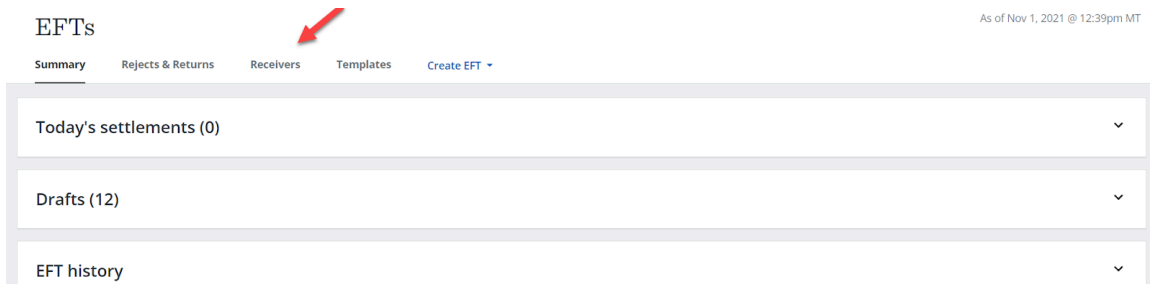 EFTs
As of Nov 1, 2021 @ 12:39pm MT
Summary Rejects & Returns Receivers Templates Create EFT
Today's settlements (0)
Drafts (12)
EFT history